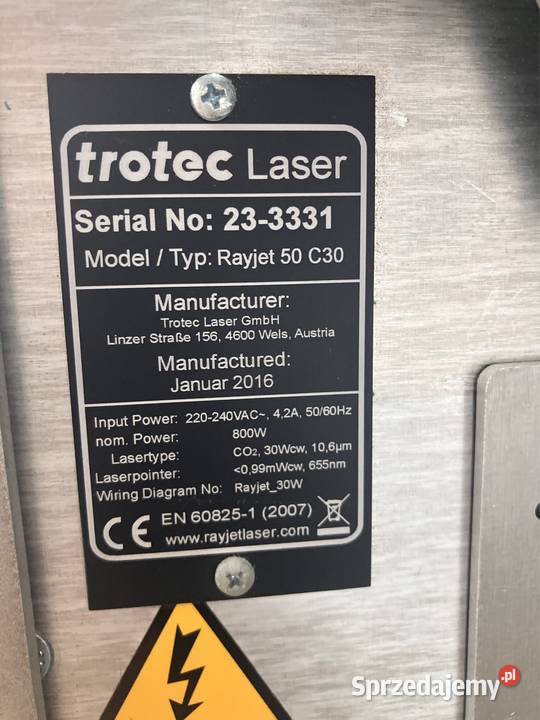 trotec Laser
Serial No: 23-3331
Model / Typ: Rayjet 50 C30
Manufacturer:
Trotec Laser GmbH
Linzer Straße 156, 4600 Wels, Austria
Manufactured:
Januar 2016
Input Power: 220-240VAC~, 4,2A, 50/60Hz
nom. Power: 800W
Lasertype: CO₂, 30Wcw, 10,6µm
Laserpointer: <0,99mWcw, 655nm
Wiring Diagram No: Rayjet_30W
CE EN 60825-1 (2007)
www.rayjetlaser.com
Sprzedajemy.pl